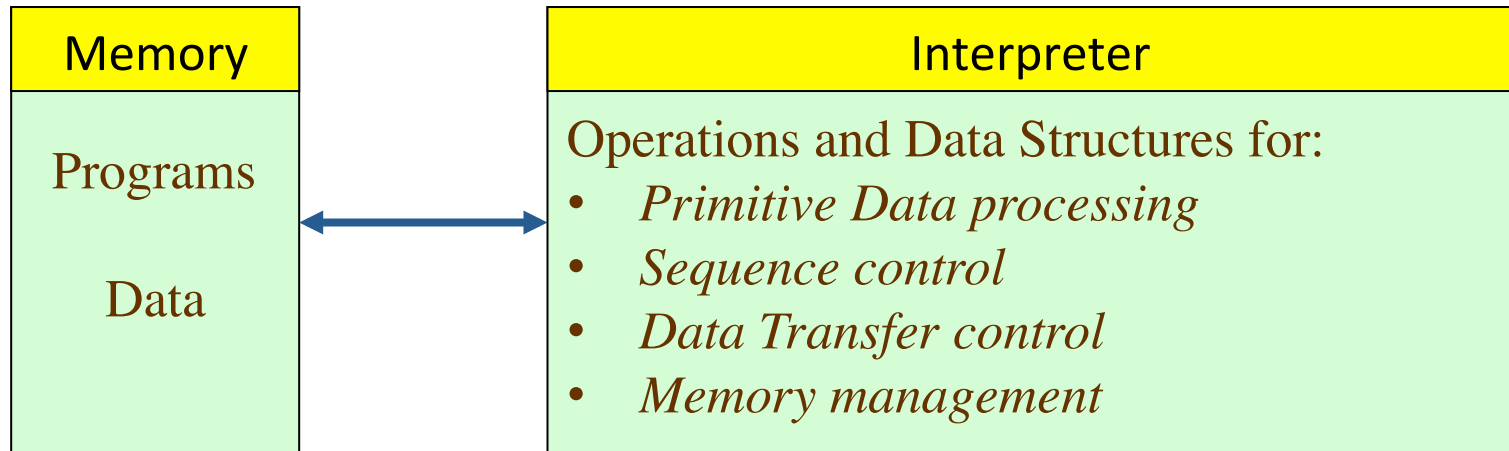 Memory
Programs
Data
Interpreter
Operations and Data Structures for:
• Primitive Data processing
• Sequence control
• Data Transfer control
• Memory management